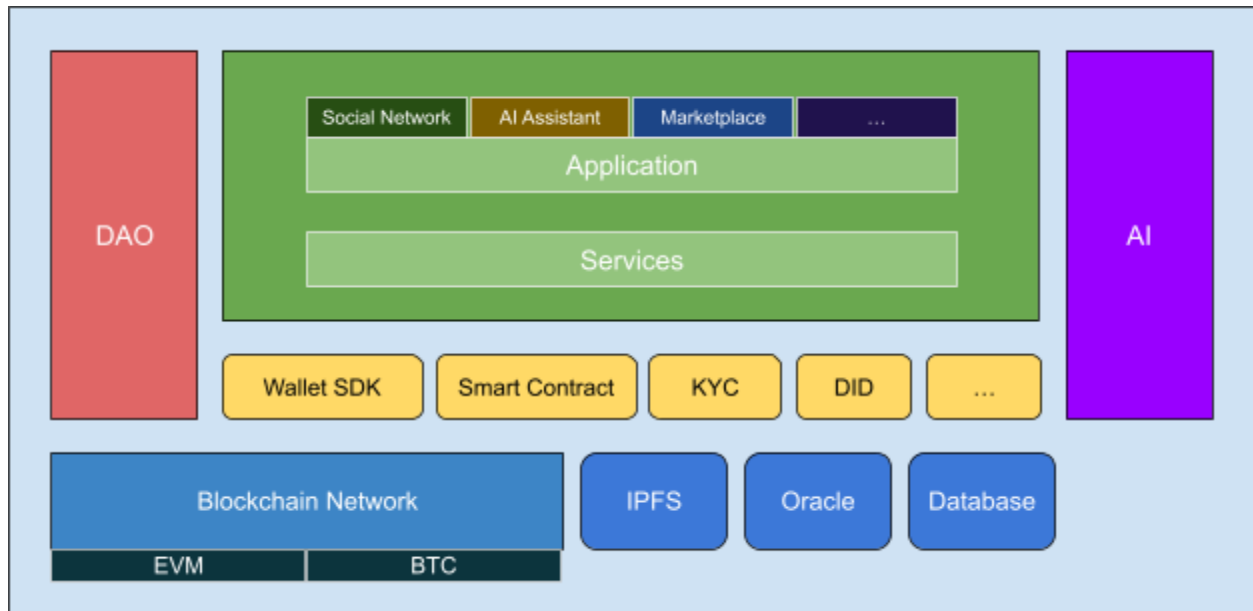 Social Network
AI Assistant
Marketplace
...
Application
DAO
Services
AI
Wallet SDK
Smart Contract
KYC
DID
...
Blockchain Network
IPFS
Oracle
Database
EVM
BTC